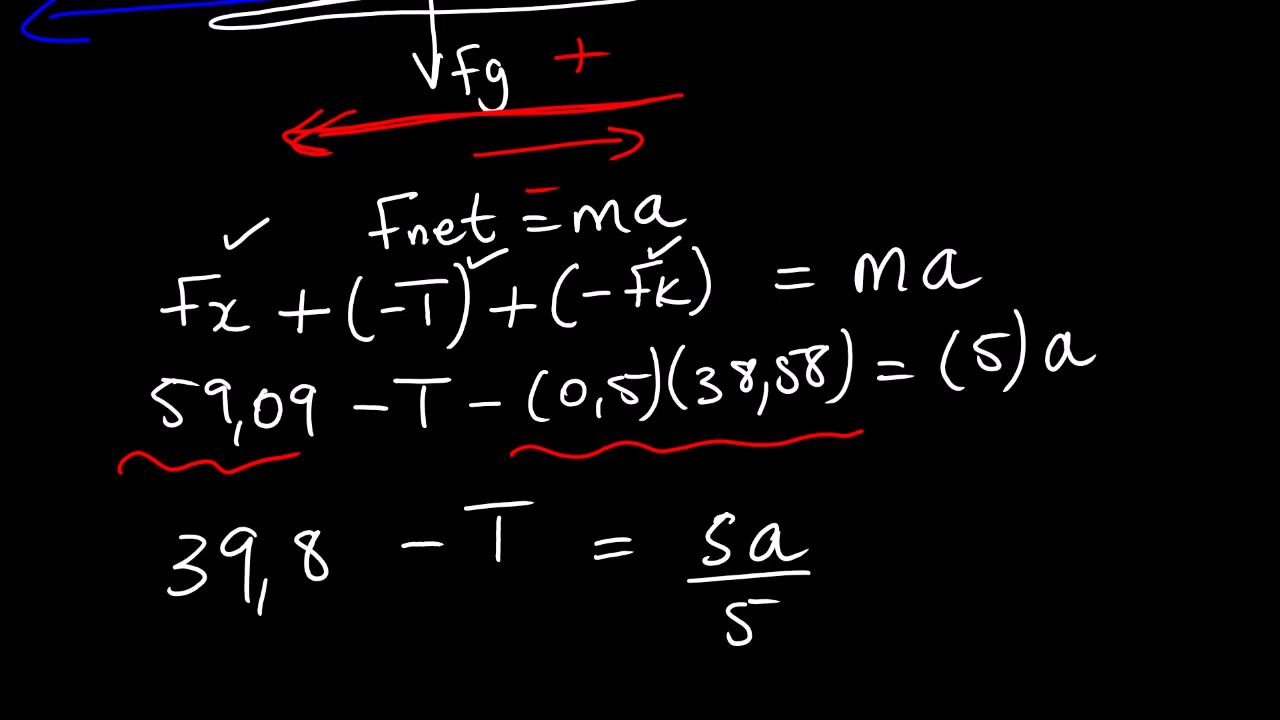 Fg +
Fnet = ma
Fx + (-T) + (-Fk) = ma
59,09 - T - (0,5)(38,58) = (5)a
39,8 - T = 5a
5